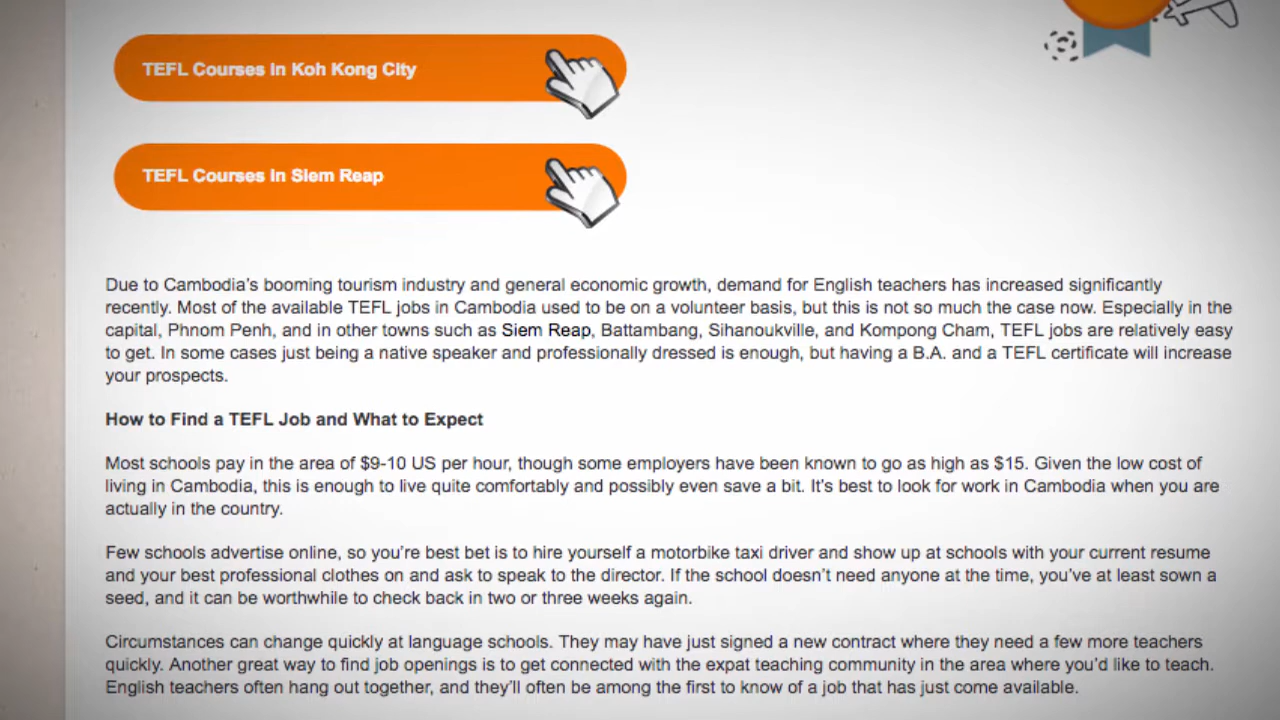 TEFL Courses In Koh Kong City
TEFL Courses In Siem Reap
Due to Cambodia's booming tourism industry and general economic growth, demand for English teachers has increased significantly
recently. Most of the available TEFL jobs in Cambodia used to be on a volunteer basis, but this is not so much the case now. Especially in the
capital, Phnom Penh, and in other towns such as Siem Reap, Battambang, Sihanoukville, and Kompong Cham, TEFL jobs are relatively easy
to get. In some cases just being a native speaker and professionally dressed is enough, but having a B.A. and a TEFL certificate will increase
your prospects.
How to Find a TEFL Job and What to Expect
Most schools pay in the area of $9-10 US per hour, though some employers have been known to go as high as $15. Given the low cost of
living in Cambodia, this is enough to live quite comfortably and possibly even save a bit. It's best to look for work in Cambodia when you are
actually in the country.
Few schools advertise online, so you're best bet is to hire yourself a motorbike taxi driver and show up at schools with your current resume
and your best professional clothes on and ask to speak to the director. If the school doesn't need anyone at the time, you've at least sown a
seed, and it can be worthwhile to check back in two or three weeks again.
Circumstances can change quickly at language schools. They may have just signed a new contract where they need a few more teachers
quickly. Another great way to find job openings is to get connected with the expat teaching community in the area where you'd like to teach.
English teachers often hang out together, and they'll often be among the first to know of a job that has just come available.